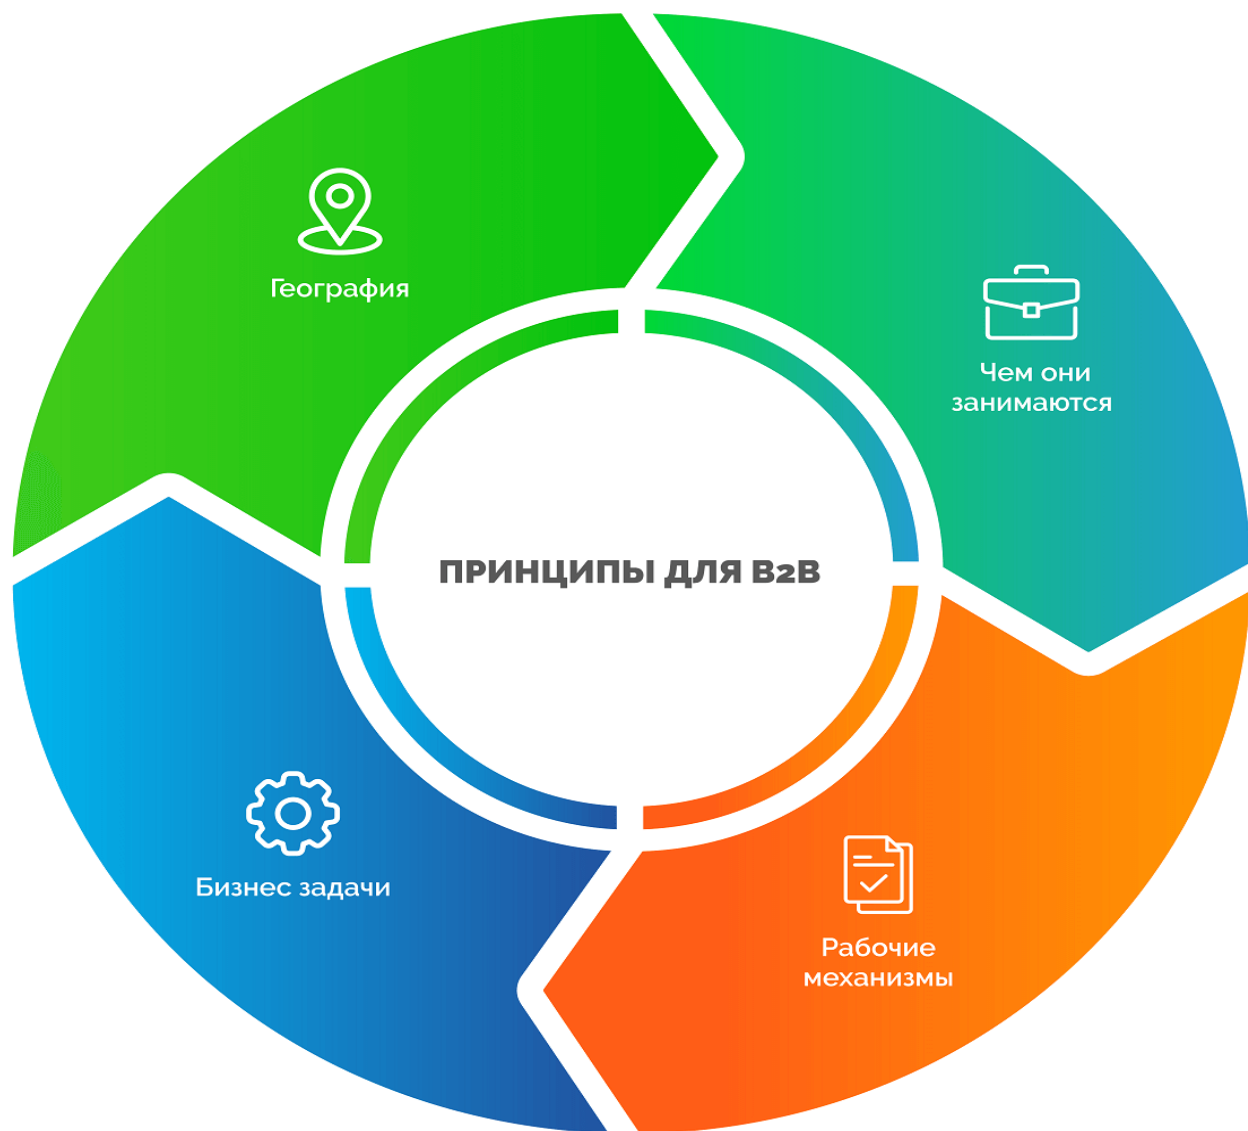 География
Чем они
занимаются
ПРИНЦИПЫ ДЛЯ B2B
Бизнес задачи
Рабочие
механизмы